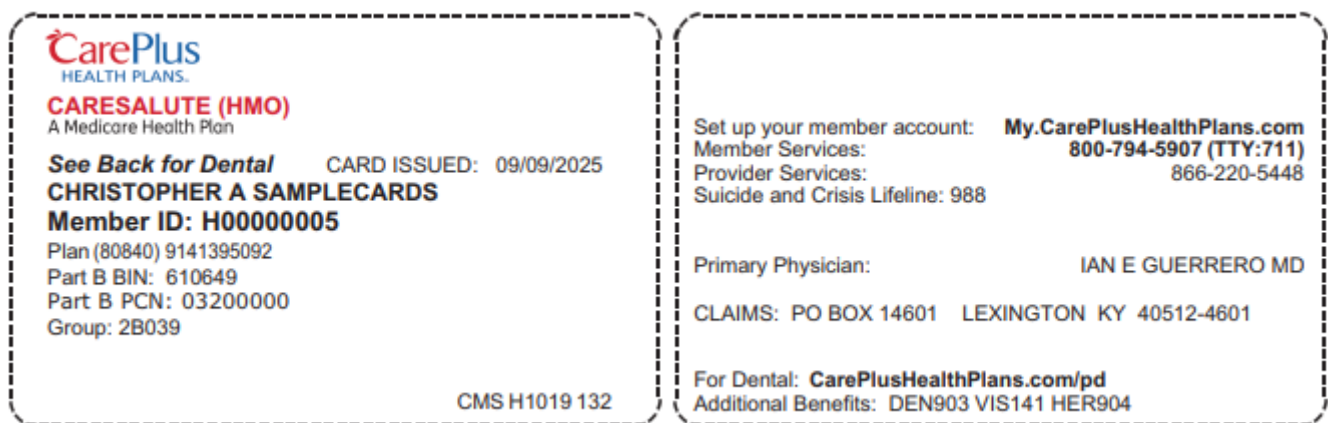 CarePlus
HEALTH PLANS.
CARESALUTE (HMO)
A Medicare Health Plan
See Back for Dental CARD ISSUED: 09/09/2025
CHRISTOPHER A SAMPLECARDS
Member ID: H00000005
Plan (80840) 9141395092
Part B BIN: 610649
Part B PCN: 03200000
Group: 2B039
CMS H1019 132
Set up your member account: My.CarePlusHealthPlans.com
Member Services: 800-794-5907 (TTY:711)
Provider Services: 866-220-5448
Suicide and Crisis Lifeline: 988
Primary Physician: IAN E GUERRERO MD
CLAIMS: PO BOX 14601 LEXINGTON KY 40512-4601
For Dental: CarePlusHealthPlans.com/pd
Additional Benefits: DEN903 VIS141 HER904